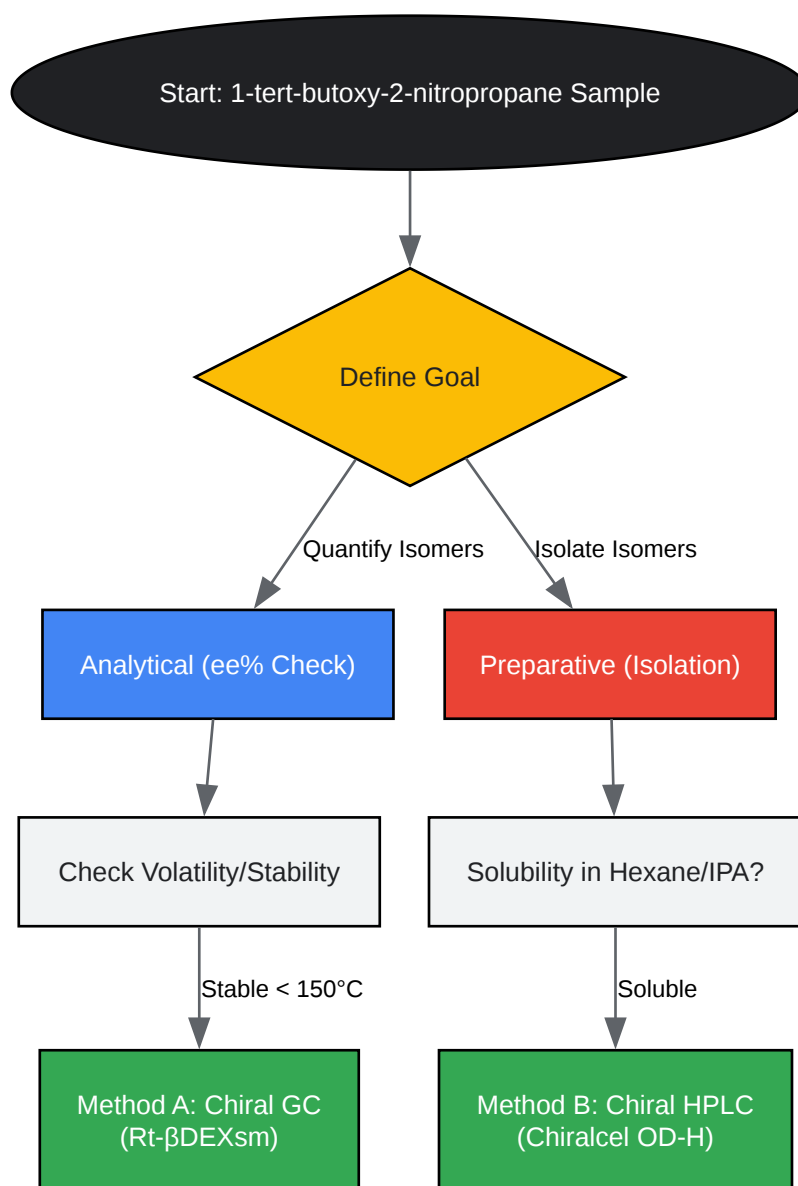 Start: 1-tert-butoxy-2-nitropropane Sample
Define Goal
Quantify Isomers
Isolate Isomers
Analytical (ee% Check)
Preparative (Isolation)
Check Volatility/Stability
Solubility in Hexane/IPA?
Stable < 150°C
Soluble
Method A: Chiral GC
(Rt-βDEXsm)
Method B: Chiral HPLC
(Chiralcel OD-H)